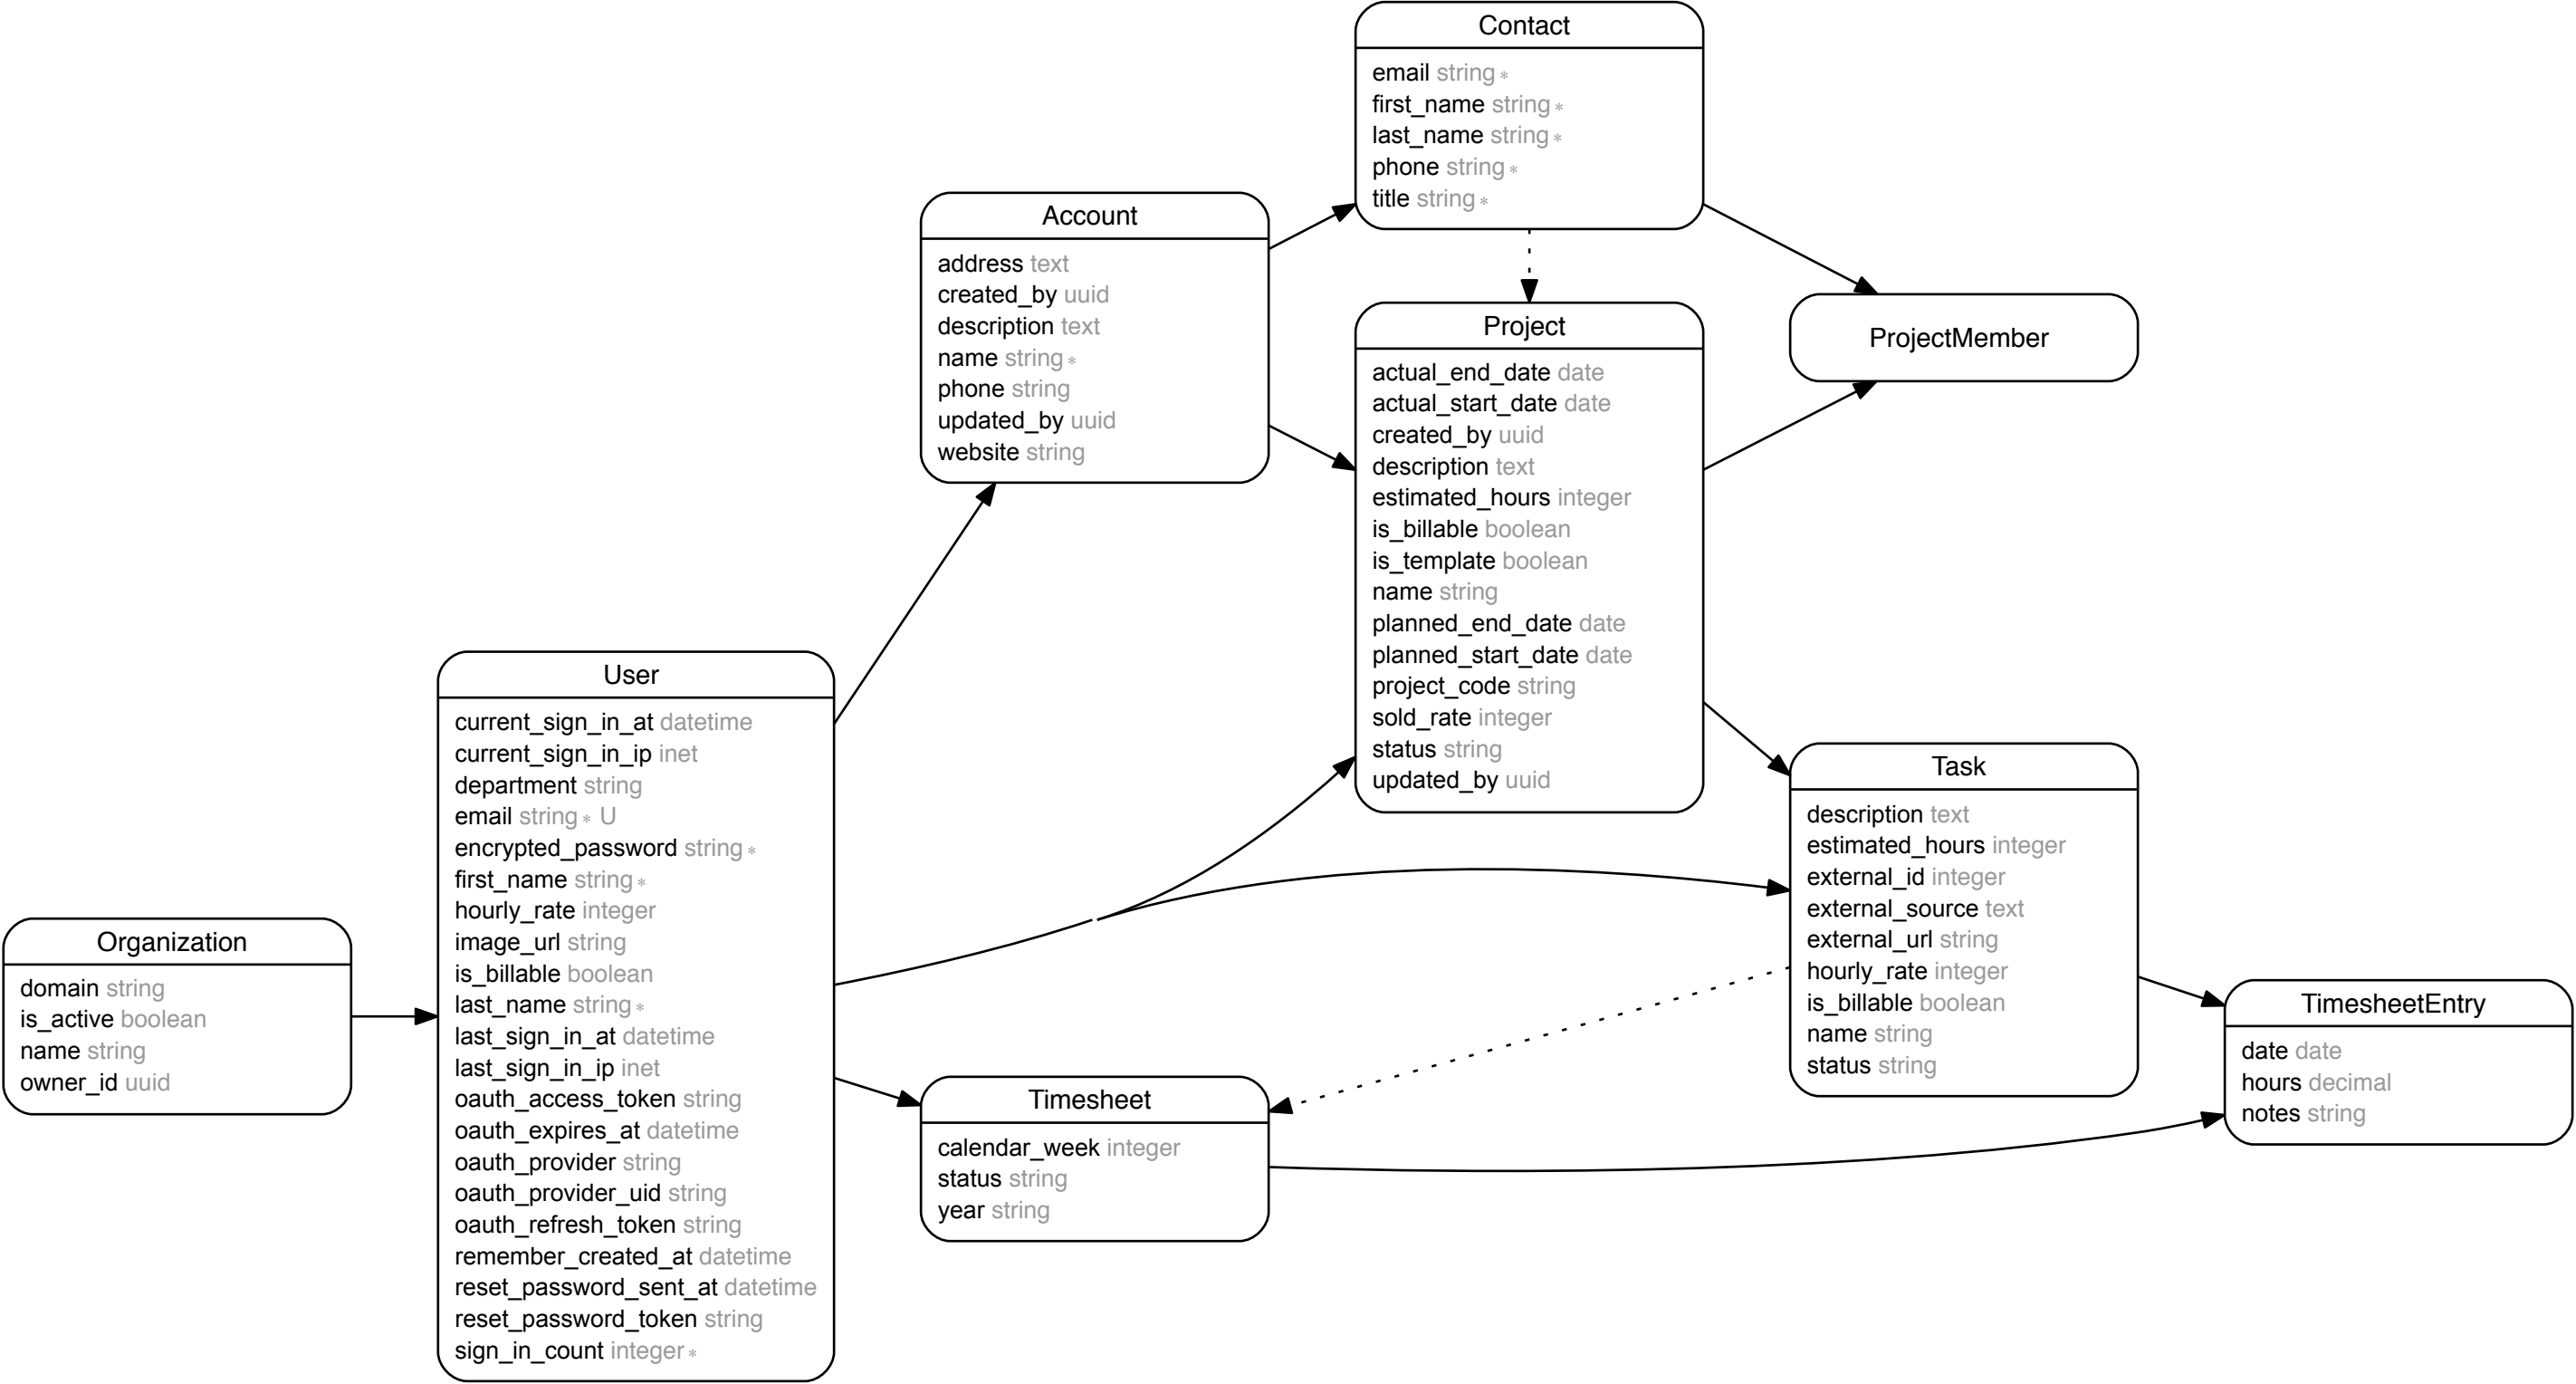 Contact
email string ∗
first_name string ∗
last_name string ∗
phone string ∗
title string ∗
Account
address text
created_by uuid
description text
name string ∗
phone string
updated_by uuid
website string
Project
actual_end_date date
actual_start_date date
created_by uuid
description text
estimated_hours integer
is_billable boolean
is_template boolean
name string
planned_end_date date
planned_start_date date
project_code string
sold_rate integer
status string
updated_by uuid
ProjectMember
User
current_sign_in_at datetime
current_sign_in_ip inet
department string
email string ∗ U
encrypted_password string ∗
first_name string ∗
hourly_rate integer
image_url string
is_billable boolean
last_name string ∗
last_sign_in_at datetime
last_sign_in_ip inet
oauth_access_token string
oauth_expires_at datetime
oauth_provider string
oauth_provider_uid string
oauth_refresh_token string
remember_created_at datetime
reset_password_sent_at datetime
reset_password_token string
sign_in_count integer ∗
Task
description text
estimated_hours integer
external_id integer
external_source text
external_url string
hourly_rate integer
is_billable boolean
name string
status string
Organization
domain string
is_active boolean
name string
owner_id uuid
TimesheetEntry
date date
hours decimal
notes string
Timesheet
calendar_week integer
status string
year string